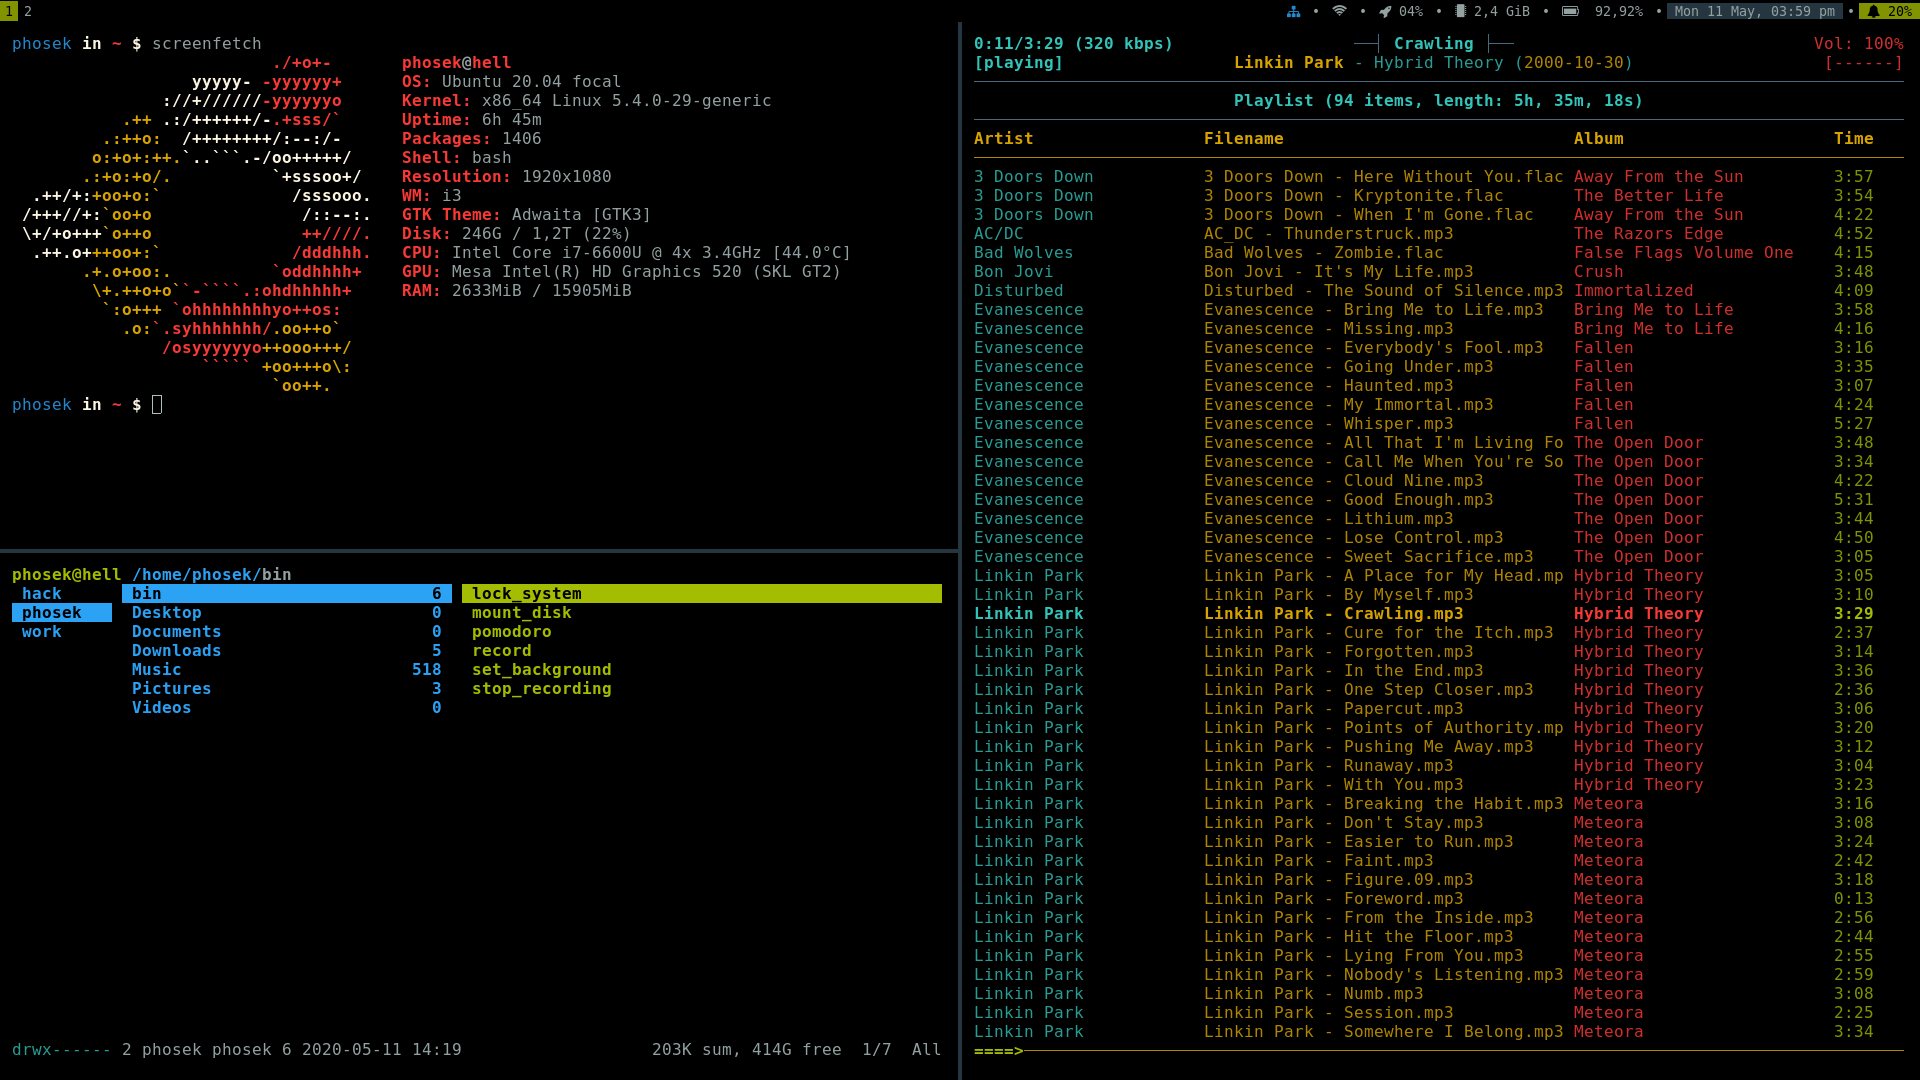 1 2
04% • 2,4 GiB • 92,92% • Mon 11 May, 03:59 pm • 20%
phosek in ~ $ screenfetch
./+o+-
yyyyy- -yyyyyy+
://+//////-yyyyyyo
.++ .:/++++++/-.+sss/`
.:++o: /++++++++/:--:/-
o:+o+:++.`..```.-/oo+++++/
.:+o:+o/. `+sssoo+/
.++/+:+oo+o:` /sssooo.
/+++//+:`oo+o /::--:.
\+/+o+++`o++o ++////.
.++.o+++oo+:` /dddhhh.
.+.o+oo:. `oddhhhh+
\+.++o+o``-````.:ohdhhhhh+
`:o+++ `ohhhhhhhhyo++os:
.o:`.syhhhhhhh/.oo++o`
/osyyyyyyo++ooo+++/
````` +oo+++o\:
`oo++.
phosek@hell
OS: Ubuntu 20.04 focal
Kernel: x86_64 Linux 5.4.0-29-generic
Uptime: 6h 45m
Packages: 1406
Shell: bash
Resolution: 1920x1080
WM: i3
GTK Theme: Adwaita [GTK3]
Disk: 246G / 1,2T (22%)
CPU: Intel Core i7-6600U @ 4x 3.4GHz [44.0°C]
GPU: Mesa Intel(R) HD Graphics 520 (SKL GT2)
RAM: 2633MiB / 15905MiB
phosek in ~ $
phosek@hell /home/phosek/bin
hack bin 6 lock_system
phosek Desktop 0 mount_disk
work Documents 0 pomodoro
Downloads 5 record
Music 518 set_background
Pictures 3 stop_recording
Videos 0
drwx------ 2 phosek phosek 6 2020-05-11 14:19 203K sum, 414G free 1/7 All
0:11/3:29 (320 kbps) ──┤ Crawling ├── Vol: 100%
[playing] Linkin Park - Hybrid Theory (2000-10-30) [------]
Playlist (94 items, length: 5h, 35m, 18s)
Artist Filename Album Time
3 Doors Down 3 Doors Down - Here Without You.flac Away From the Sun 3:57
3 Doors Down 3 Doors Down - Kryptonite.flac The Better Life 3:54
3 Doors Down 3 Doors Down - When I'm Gone.flac Away From the Sun 4:22
AC/DC AC_DC - Thunderstruck.mp3 The Razors Edge 4:52
Bad Wolves Bad Wolves - Zombie.flac False Flags Volume One 4:15
Bon Jovi Bon Jovi - It's My Life.mp3 Crush 3:48
Disturbed Disturbed - The Sound of Silence.mp3 Immortalized 4:09
Evanescence Evanescence - Bring Me to Life.mp3 Bring Me to Life 3:58
Evanescence Evanescence - Missing.mp3 Bring Me to Life 4:16
Evanescence Evanescence - Everybody's Fool.mp3 Fallen 3:16
Evanescence Evanescence - Going Under.mp3 Fallen 3:35
Evanescence Evanescence - Haunted.mp3 Fallen 3:07
Evanescence Evanescence - My Immortal.mp3 Fallen 4:24
Evanescence Evanescence - Whisper.mp3 Fallen 5:27
Evanescence Evanescence - All That I'm Living Fo The Open Door 3:48
Evanescence Evanescence - Call Me When You're So The Open Door 3:34
Evanescence Evanescence - Cloud Nine.mp3 The Open Door 4:22
Evanescence Evanescence - Good Enough.mp3 The Open Door 5:31
Evanescence Evanescence - Lithium.mp3 The Open Door 3:44
Evanescence Evanescence - Lose Control.mp3 The Open Door 4:50
Evanescence Evanescence - Sweet Sacrifice.mp3 The Open Door 3:05
Linkin Park Linkin Park - A Place for My Head.mp Hybrid Theory 3:05
Linkin Park Linkin Park - By Myself.mp3 Hybrid Theory 3:10
Linkin Park Linkin Park - Crawling.mp3 Hybrid Theory 3:29
Linkin Park Linkin Park - Cure for the Itch.mp3 Hybrid Theory 2:37
Linkin Park Linkin Park - Forgotten.mp3 Hybrid Theory 3:14
Linkin Park Linkin Park - In the End.mp3 Hybrid Theory 3:36
Linkin Park Linkin Park - One Step Closer.mp3 Hybrid Theory 2:36
Linkin Park Linkin Park - Papercut.mp3 Hybrid Theory 3:06
Linkin Park Linkin Park - Points of Authority.mp Hybrid Theory 3:20
Linkin Park Linkin Park - Pushing Me Away.mp3 Hybrid Theory 3:12
Linkin Park Linkin Park - Runaway.mp3 Hybrid Theory 3:04
Linkin Park Linkin Park - With You.mp3 Hybrid Theory 3:23
Linkin Park Linkin Park - Breaking the Habit.mp3 Meteora 3:16
Linkin Park Linkin Park - Don't Stay.mp3 Meteora 3:08
Linkin Park Linkin Park - Easier to Run.mp3 Meteora 3:24
Linkin Park Linkin Park - Faint.mp3 Meteora 2:42
Linkin Park Linkin Park - Figure.09.mp3 Meteora 3:18
Linkin Park Linkin Park - Foreword.mp3 Meteora 0:13
Linkin Park Linkin Park - From the Inside.mp3 Meteora 2:56
Linkin Park Linkin Park - Hit the Floor.mp3 Meteora 2:44
Linkin Park Linkin Park - Lying From You.mp3 Meteora 2:55
Linkin Park Linkin Park - Nobody's Listening.mp3 Meteora 2:59
Linkin Park Linkin Park - Numb.mp3 Meteora 3:08
Linkin Park Linkin Park - Session.mp3 Meteora 2:25
Linkin Park Linkin Park - Somewhere I Belong.mp3 Meteora 3:34
====>